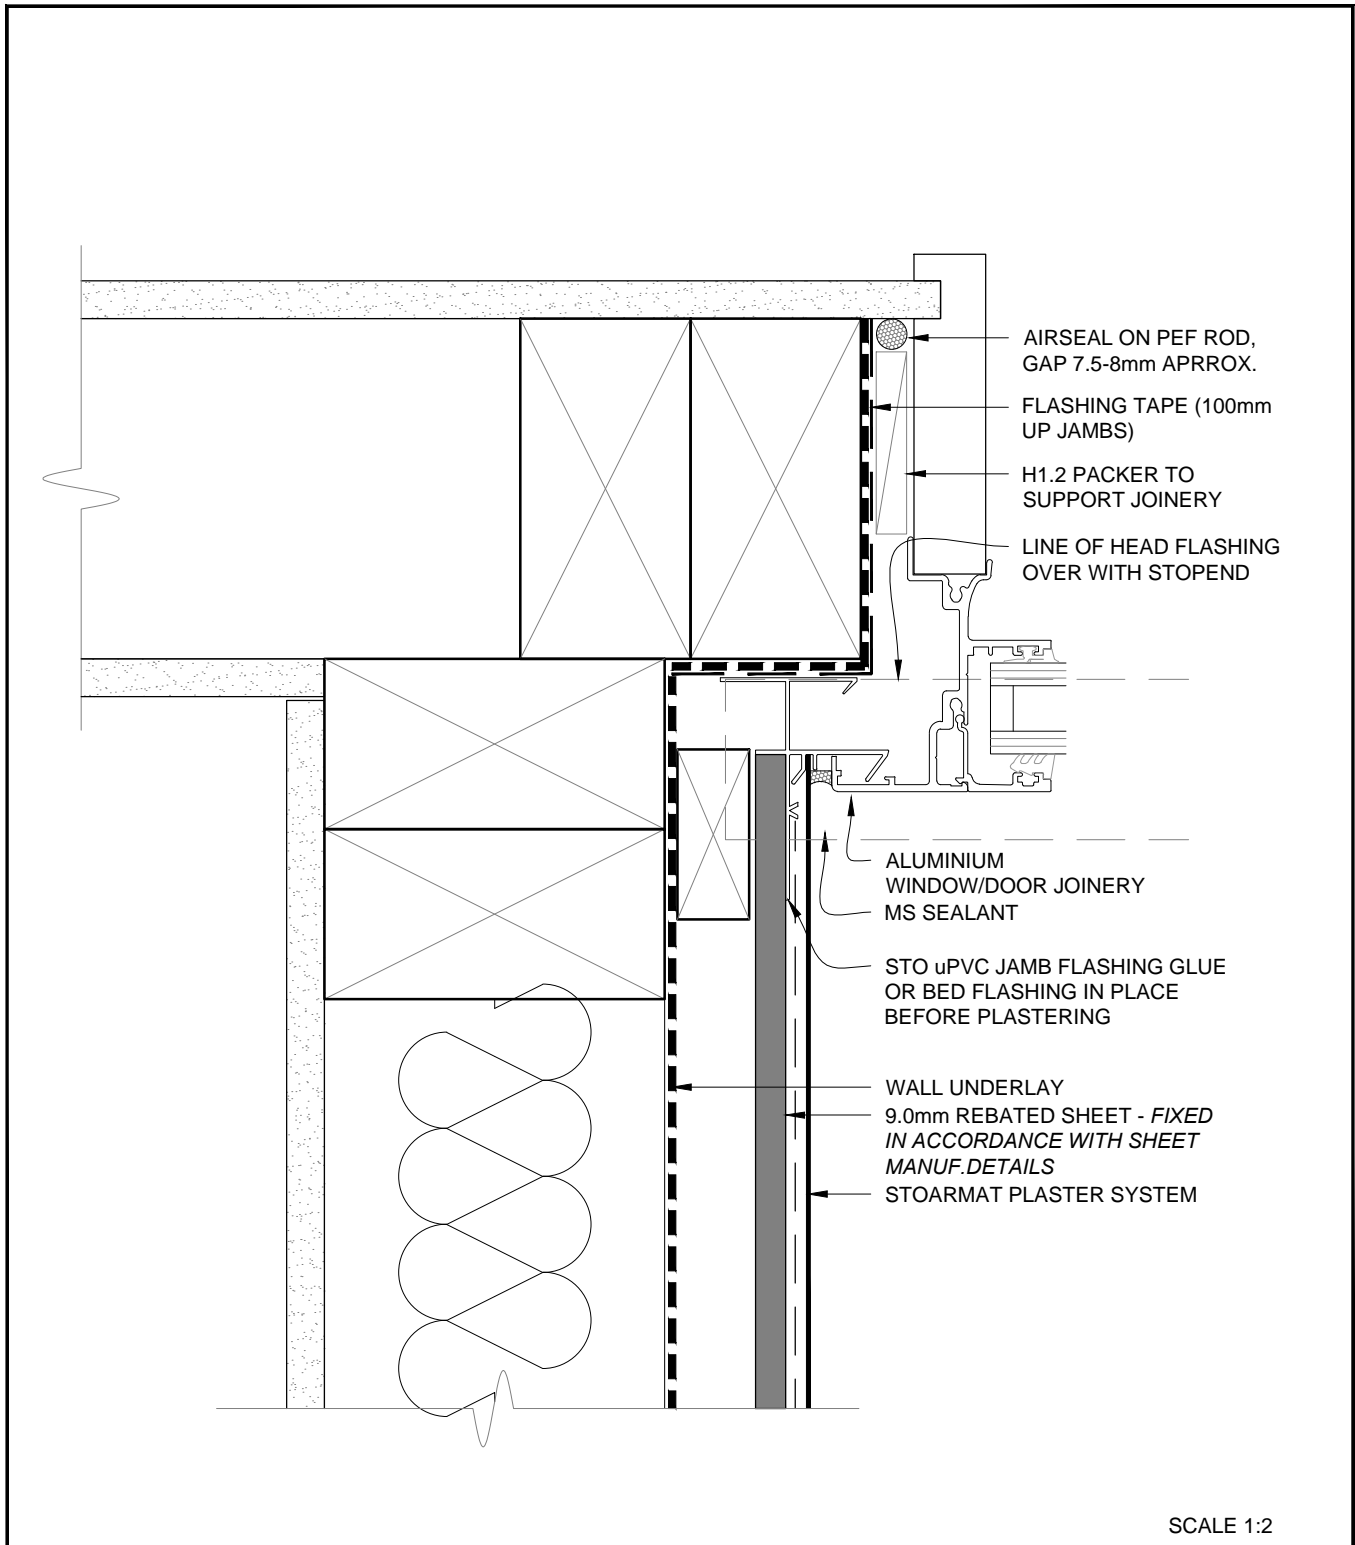 AIRSEAL ON PEF ROD,
GAP 7.5-8mm APRROX.
FLASHING TAPE (100mm
UP JAMBS)
H1.2 PACKER TO
SUPPORT JOINERY
LINE OF HEAD FLASHING
OVER WITH STOPEND
ALUMINIUM
WINDOW/DOOR JOINERY
MS SEALANT
STO uPVC JAMB FLASHING GLUE
OR BED FLASHING IN PLACE
BEFORE PLASTERING
WALL UNDERLAY
9.0mm REBATED SHEET - FIXED
IN ACCORDANCE WITH SHEET
MANUF.DETAILS
STOARMAT PLASTER SYSTEM
SCALE 1:2